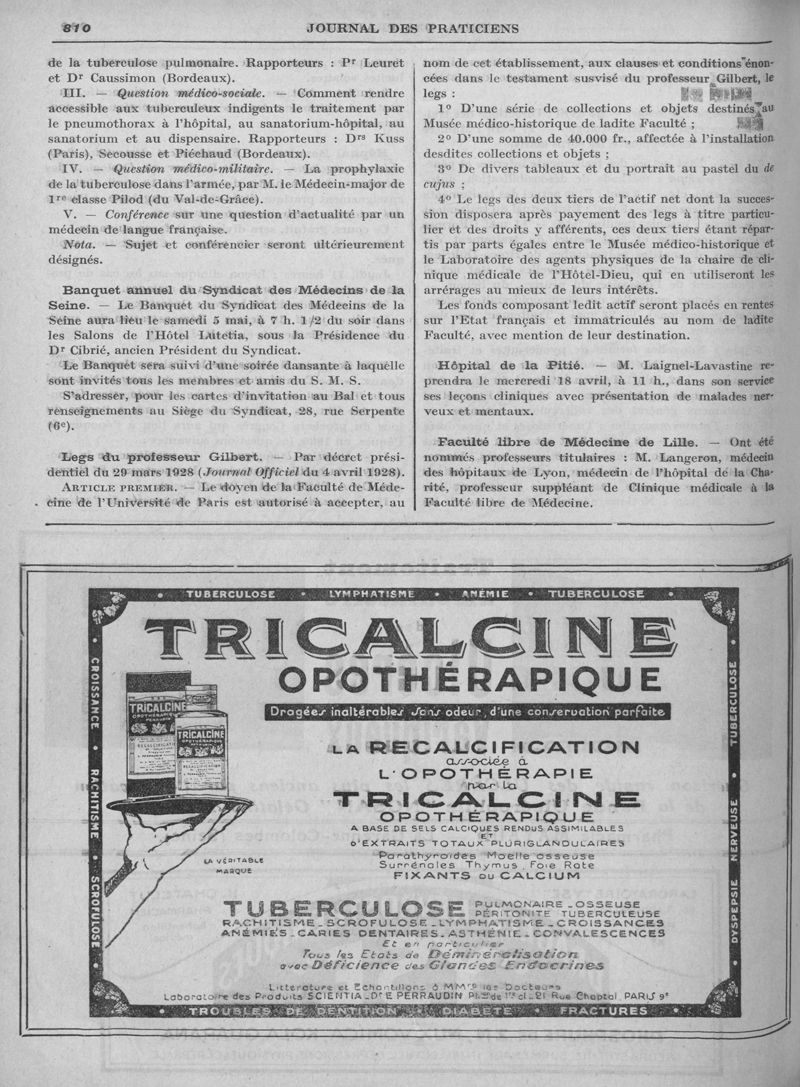 810
JOURNAL DES PRATICIENS
de la tuberculose pulmonaire. Rapporteurs : Pr Leuret
et Dr Caussimon (Bordeaux).
III. — Question médico-sociale. — Comment rendre
accessible aux tuberculeux indigents le traitement par
le pneumothorax à l'hôpital, au sanatorium-hôpital, au
sanatorium et au dispensaire. Rapporteurs : Drs Kuss
(Paris), Secousse et Piéchaud (Bordeaux).
IV. — Question médico-militaire. — La prophylaxie
de la tuberculose dans l'armée, par M. le Médecin-major de
1re classe Pilod (du Val-de-Grâce).
V. — Conférence sur une question d'actualité par un
médecin de langue française.
Nota. — Sujet et conférencier seront ultérieurement
désignés.
Banquet annuel du Syndicat des Médecins de la
Seine. — Le Banquet du Syndicat des Médecins de la
Seine aura lieu le samedi 5 mai, à 7 h. 1/2 du soir dans
les Salons de l'Hôtel Lutetia, sous la Présidence du
Dr Cibrié, ancien Président du Syndicat.
Le Banquet sera suivi d'une soirée dansante à laquelle
sont invités tous les membres et amis du S. M. S.
S'adresser, pour les cartes d'invitation au Bal et tous
renseignements au Siège du Syndicat, 28, rue Serpente
(6e).
Legs du professeur Gilbert. — Par décret prési-
dentiel du 29 mars 1928 (Journal Officiel du 4 avril 1928).
ARTICLE PREMIER. — Le doyen de la Faculté de Méde-
cine de l'Université de Paris est autorisé à accepter, au
nom de cet établissement, aux clauses et conditions énon-
cées dans le testament susvisé du professeur Gilbert, le
legs :
1° D'une série de collections et objets destinés au
Musée médico-historique de ladite Faculté ;
2° D'une somme de 40.000 fr., affectée à l'installation
desdites collections et objets ;
3° De divers tableaux et du portrait au pastel du de
cujus ;
4° Le legs des deux tiers de l'actif net dont la succes-
sion disposera après payement des legs à titre particu-
lier et des droits y afférents, ces deux tiers étant répar-
tis par parts égales entre le Musée médico-historique et
le Laboratoire des agents physiques de la chaire de cli-
nique médicale de l'Hôtel-Dieu, qui en utiliseront les
arrérages au mieux de leurs intérêts.
Les fonds composant ledit actif seront placés en rentes
sur l'Etat français et immatriculés au nom de ladite
Faculté, avec mention de leur destination.
Hôpital de la Pitié. — M. Laignel-Lavastine re-
prendra le mercredi 18 avril, à 11 h., dans son service
ses leçons cliniques avec présentation de malades ner-
veux et mentaux.
Faculté libre de Médecine de Lille. — Ont été
nommés professeurs titulaires : M. Langeron, médecin
des hôpitaux de Lyon, médecin de l'hôpital de la Cha-
rité, professeur suppléant de Clinique médicale à la
Faculté libre de Médecine.
TUBERCULOSE • LYMPHATISME • ANÉMIE • TUBERCULOSE
CROISSANCE • RACHITISME • SCROFULOSE
TUBERCULOSE • DYSPEPSIE NERVEUSE
TRICALCINE
OPOTHÉRAPIQUE
Dragées inaltérables sans odeur, d'une conservation parfaite
TRICALCINE
OPOTHÉRAPIQUE
TRICALCINE
OPOTHÉRAPIQUE
LA RECALCIFICATION
associée à
L'OPOTHÉRAPIE
par la
TRICALCINE
OPOTHÉRAPIQUE
A BASE DE SELS CALCIQUES RENDUS ASSIMILABLES
ET
D'EXTRAITS TOTAUX PLURIGLANDULAIRES
Parathyroïdes Moelle osseuse
Surrénales Thymus, Foie Rate
FIXANTS DU CALCIUM
LA VÉRITABLE
MARQUE
TUBERCULOSE PULMONAIRE - OSSEUSE
PÉRITONITE TUBERCULEUSE
RACHITISME - SCROFULOSE - LYMPHATISME - CROISSANCES
ANÉMIES - CARIES DENTAIRES - ASTHÉNIE - CONVALESCENCES
Et en particulier
Tous les Etats de Déminéralisation
avec Déficience des Glandes Endocrines
Littérature et Echantillons à MMrs les Docteurs
Laboratoire des Produits SCIENTIA - Dr E. PERRAUDIN Phen de 1re cl. 21 Rue Chaptal, PARIS 9e
TROUBLES DE DENTITION • DIABÈTE • FRACTURES